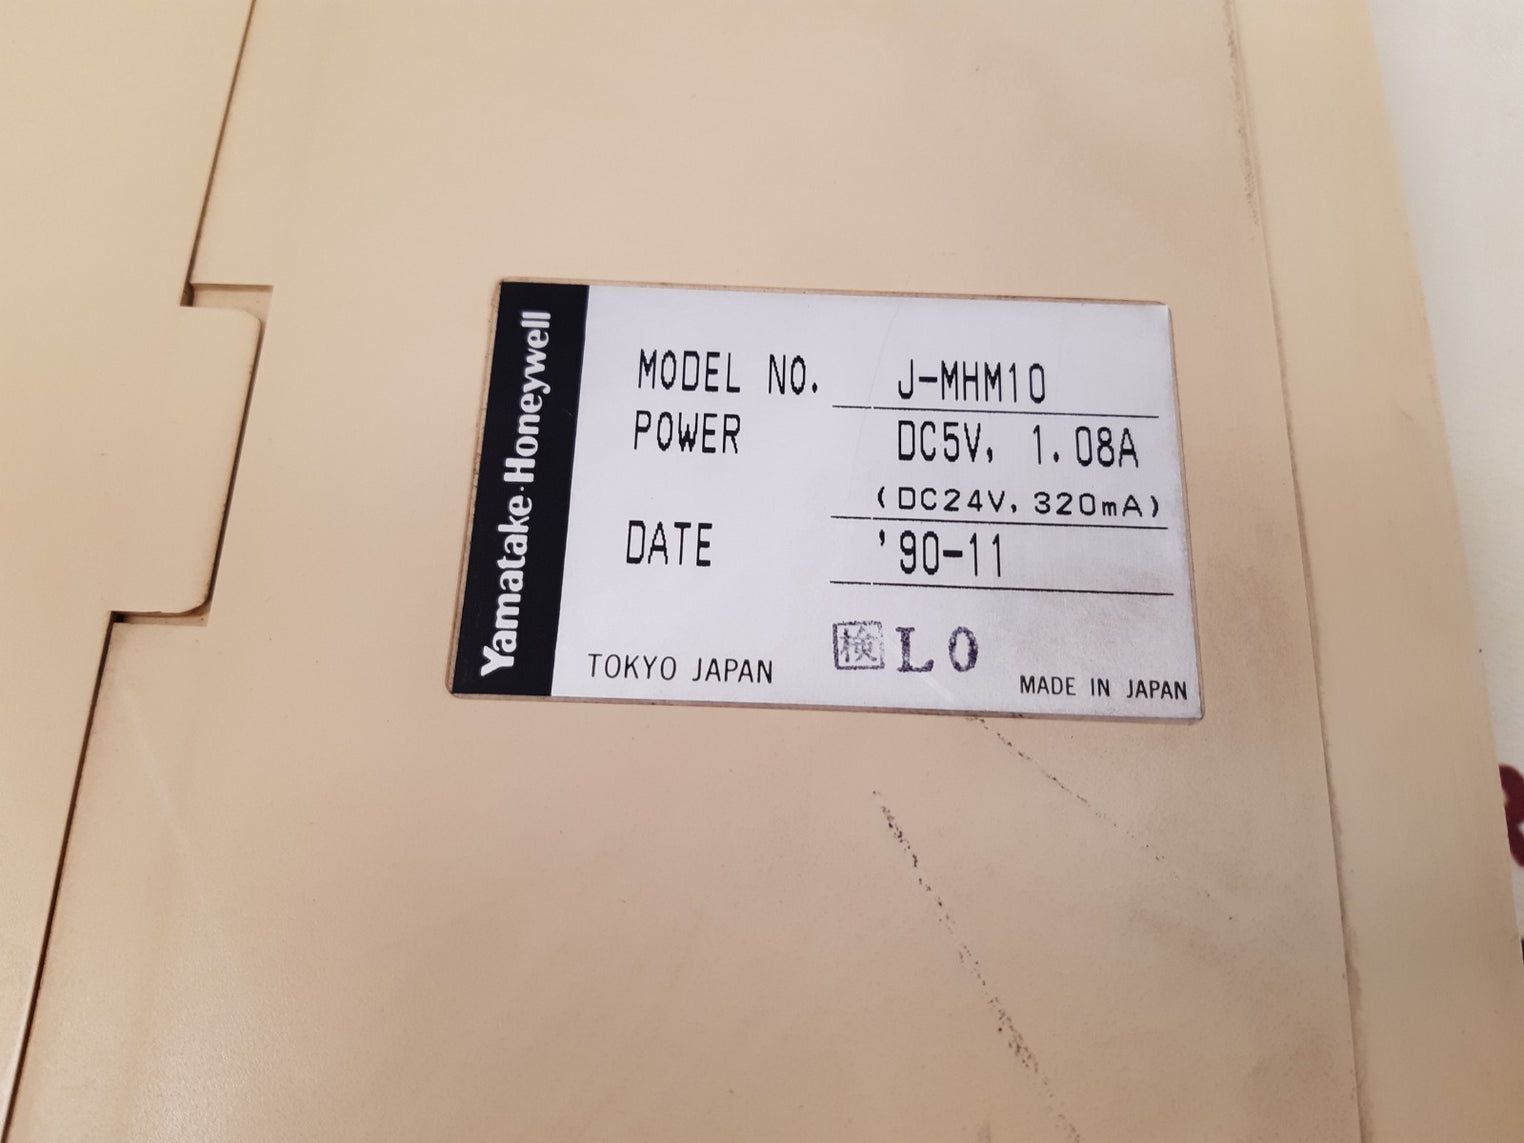 Yamatake·Honeywell
MODEL NO. J-MHM10
POWER DC5V, 1.08A
(DC24V, 320mA)
DATE '90-11
検 LO
TOKYO JAPAN
MADE IN JAPAN